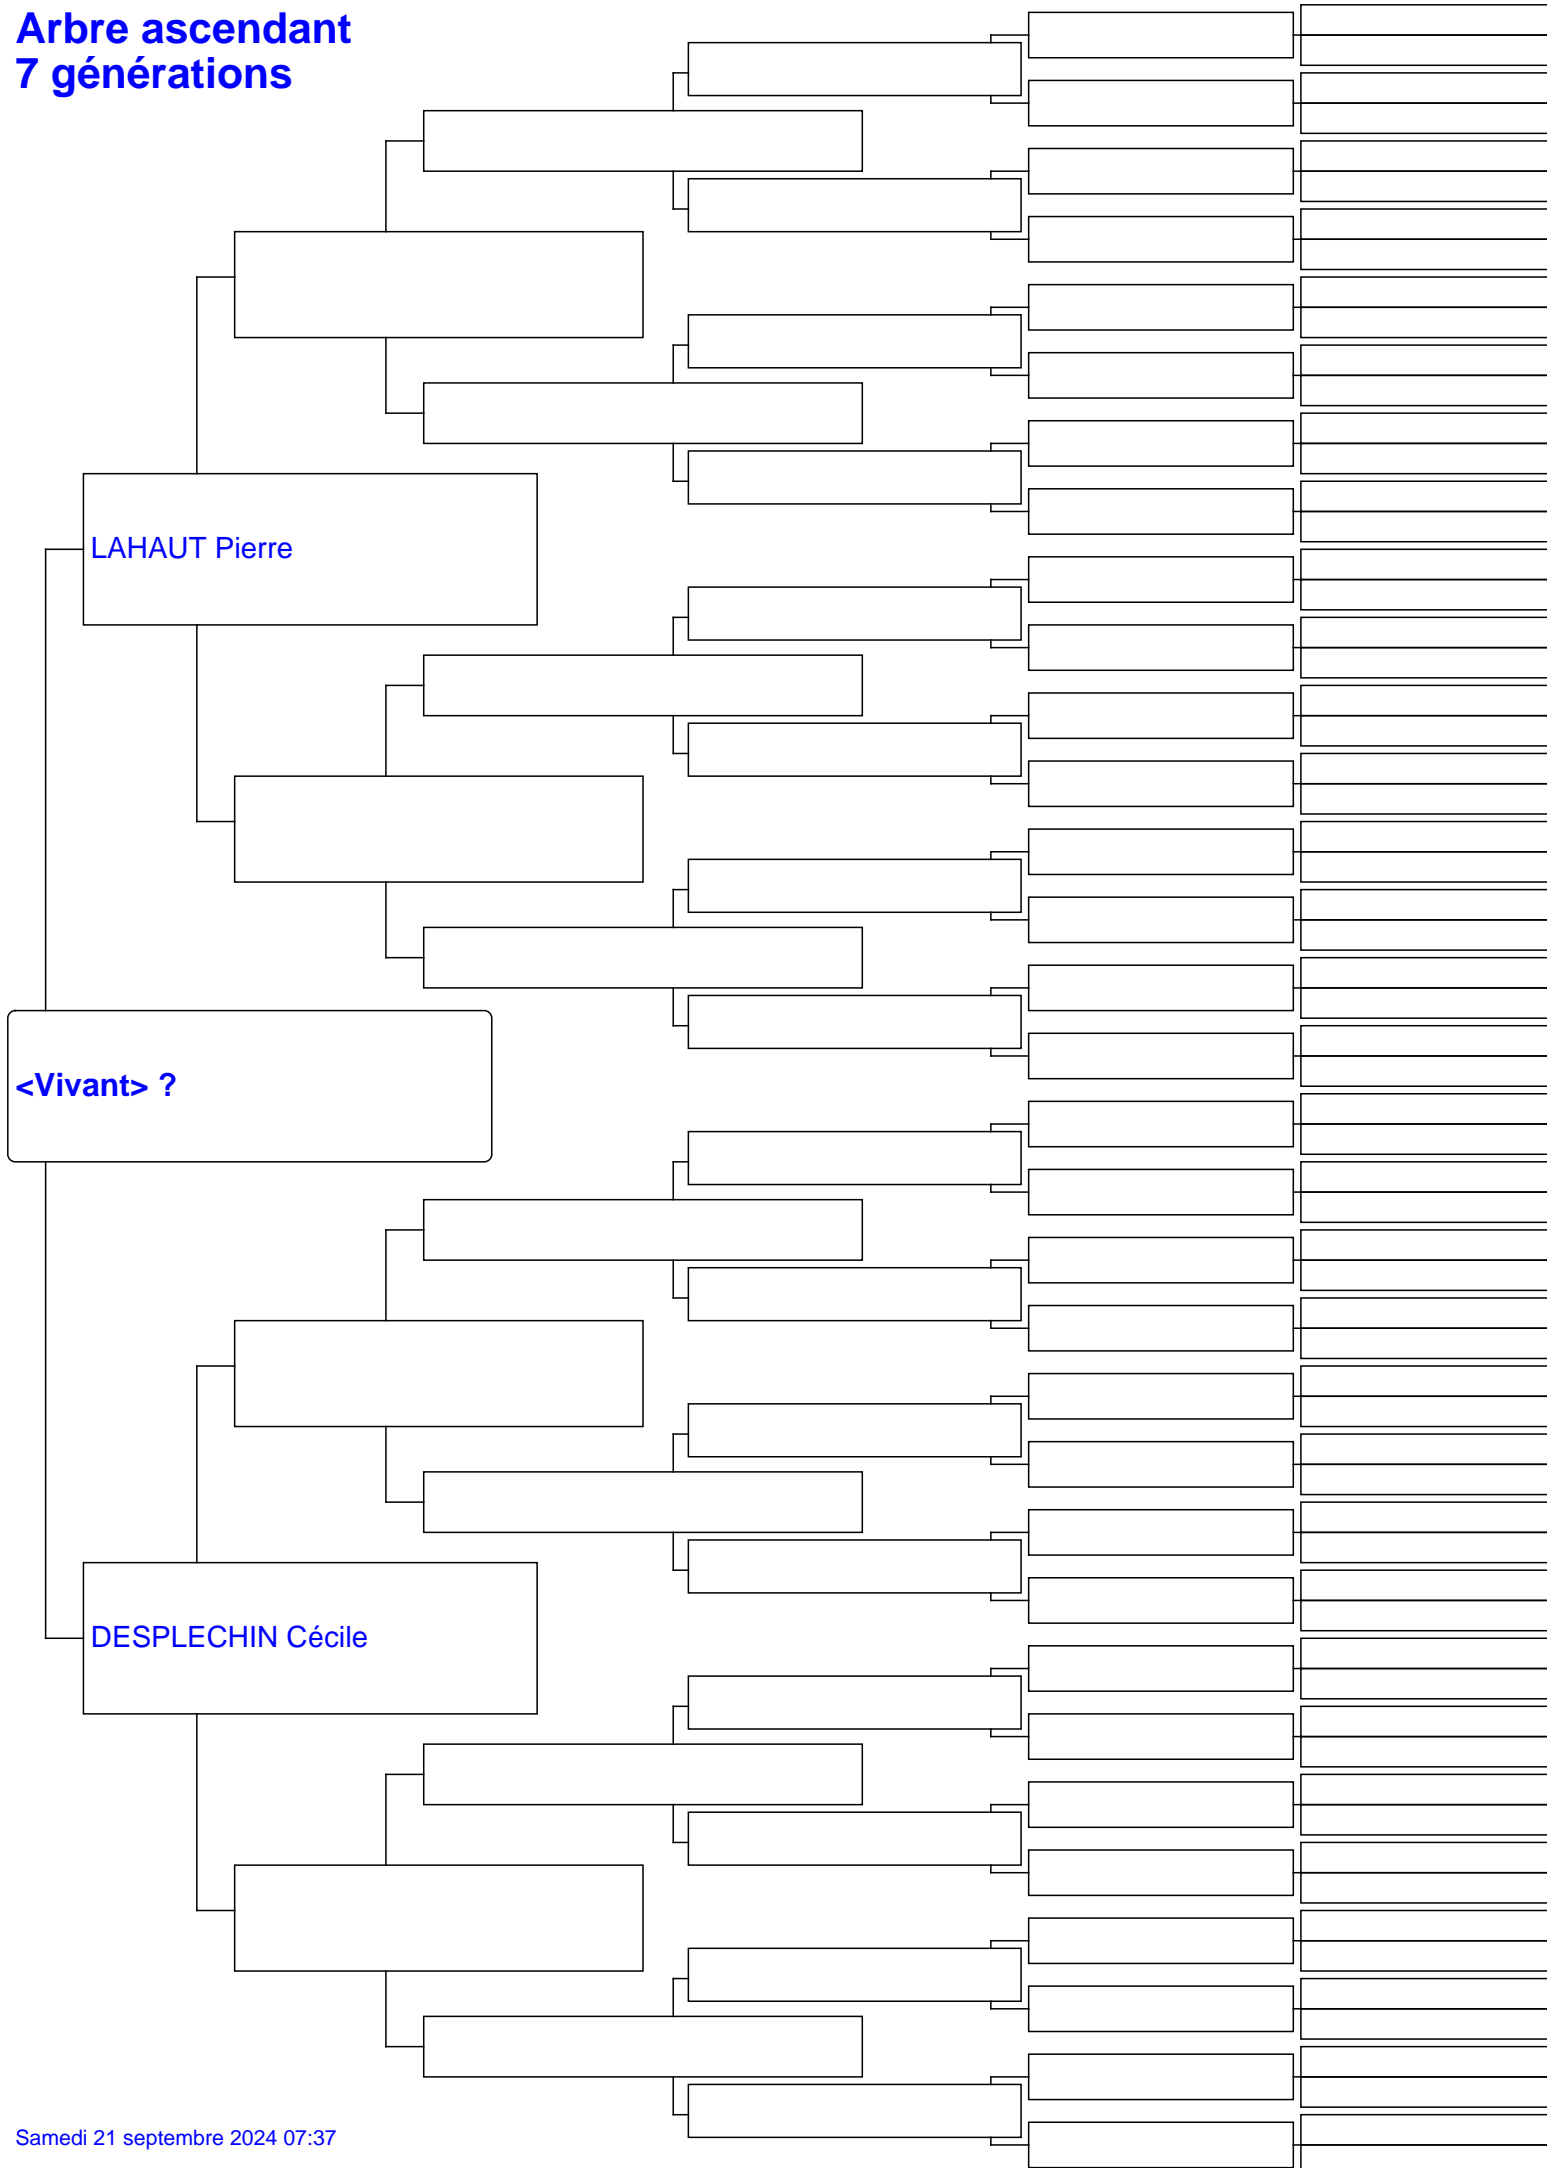 Arbre ascendant
7 générations
LAHAUT Pierre
<Vivant> ?
DESPLECHIN Cécile
Samedi 21 septembre 2024 07:37